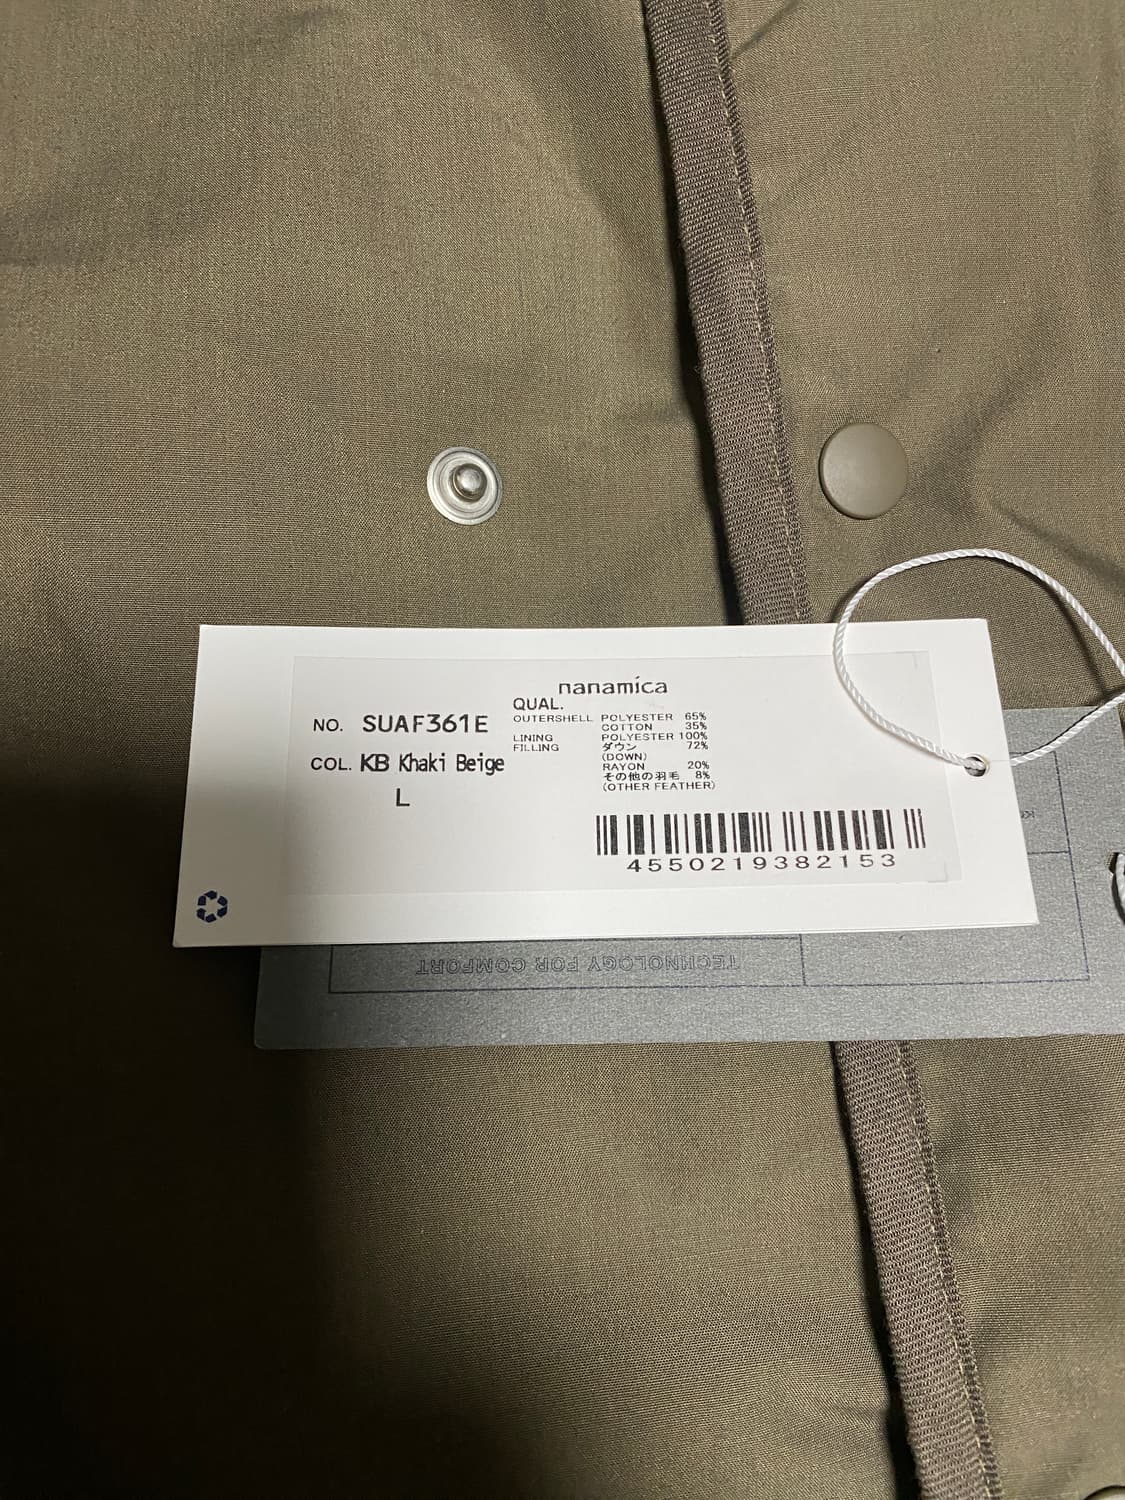 nanamica
NO. SUAF361E
COL. KB Khaki Beige
L
QUAL.
OUTERSHELL POLYESTER 65%
COTTON 35%
LINING POLYESTER 100%
FILLING ダウン 72%
(DOWN)
RAYON 20%
その他の羽毛 8%
(OTHER FEATHER)
4550219382153
TECHNOLOGY FOR COMFORT